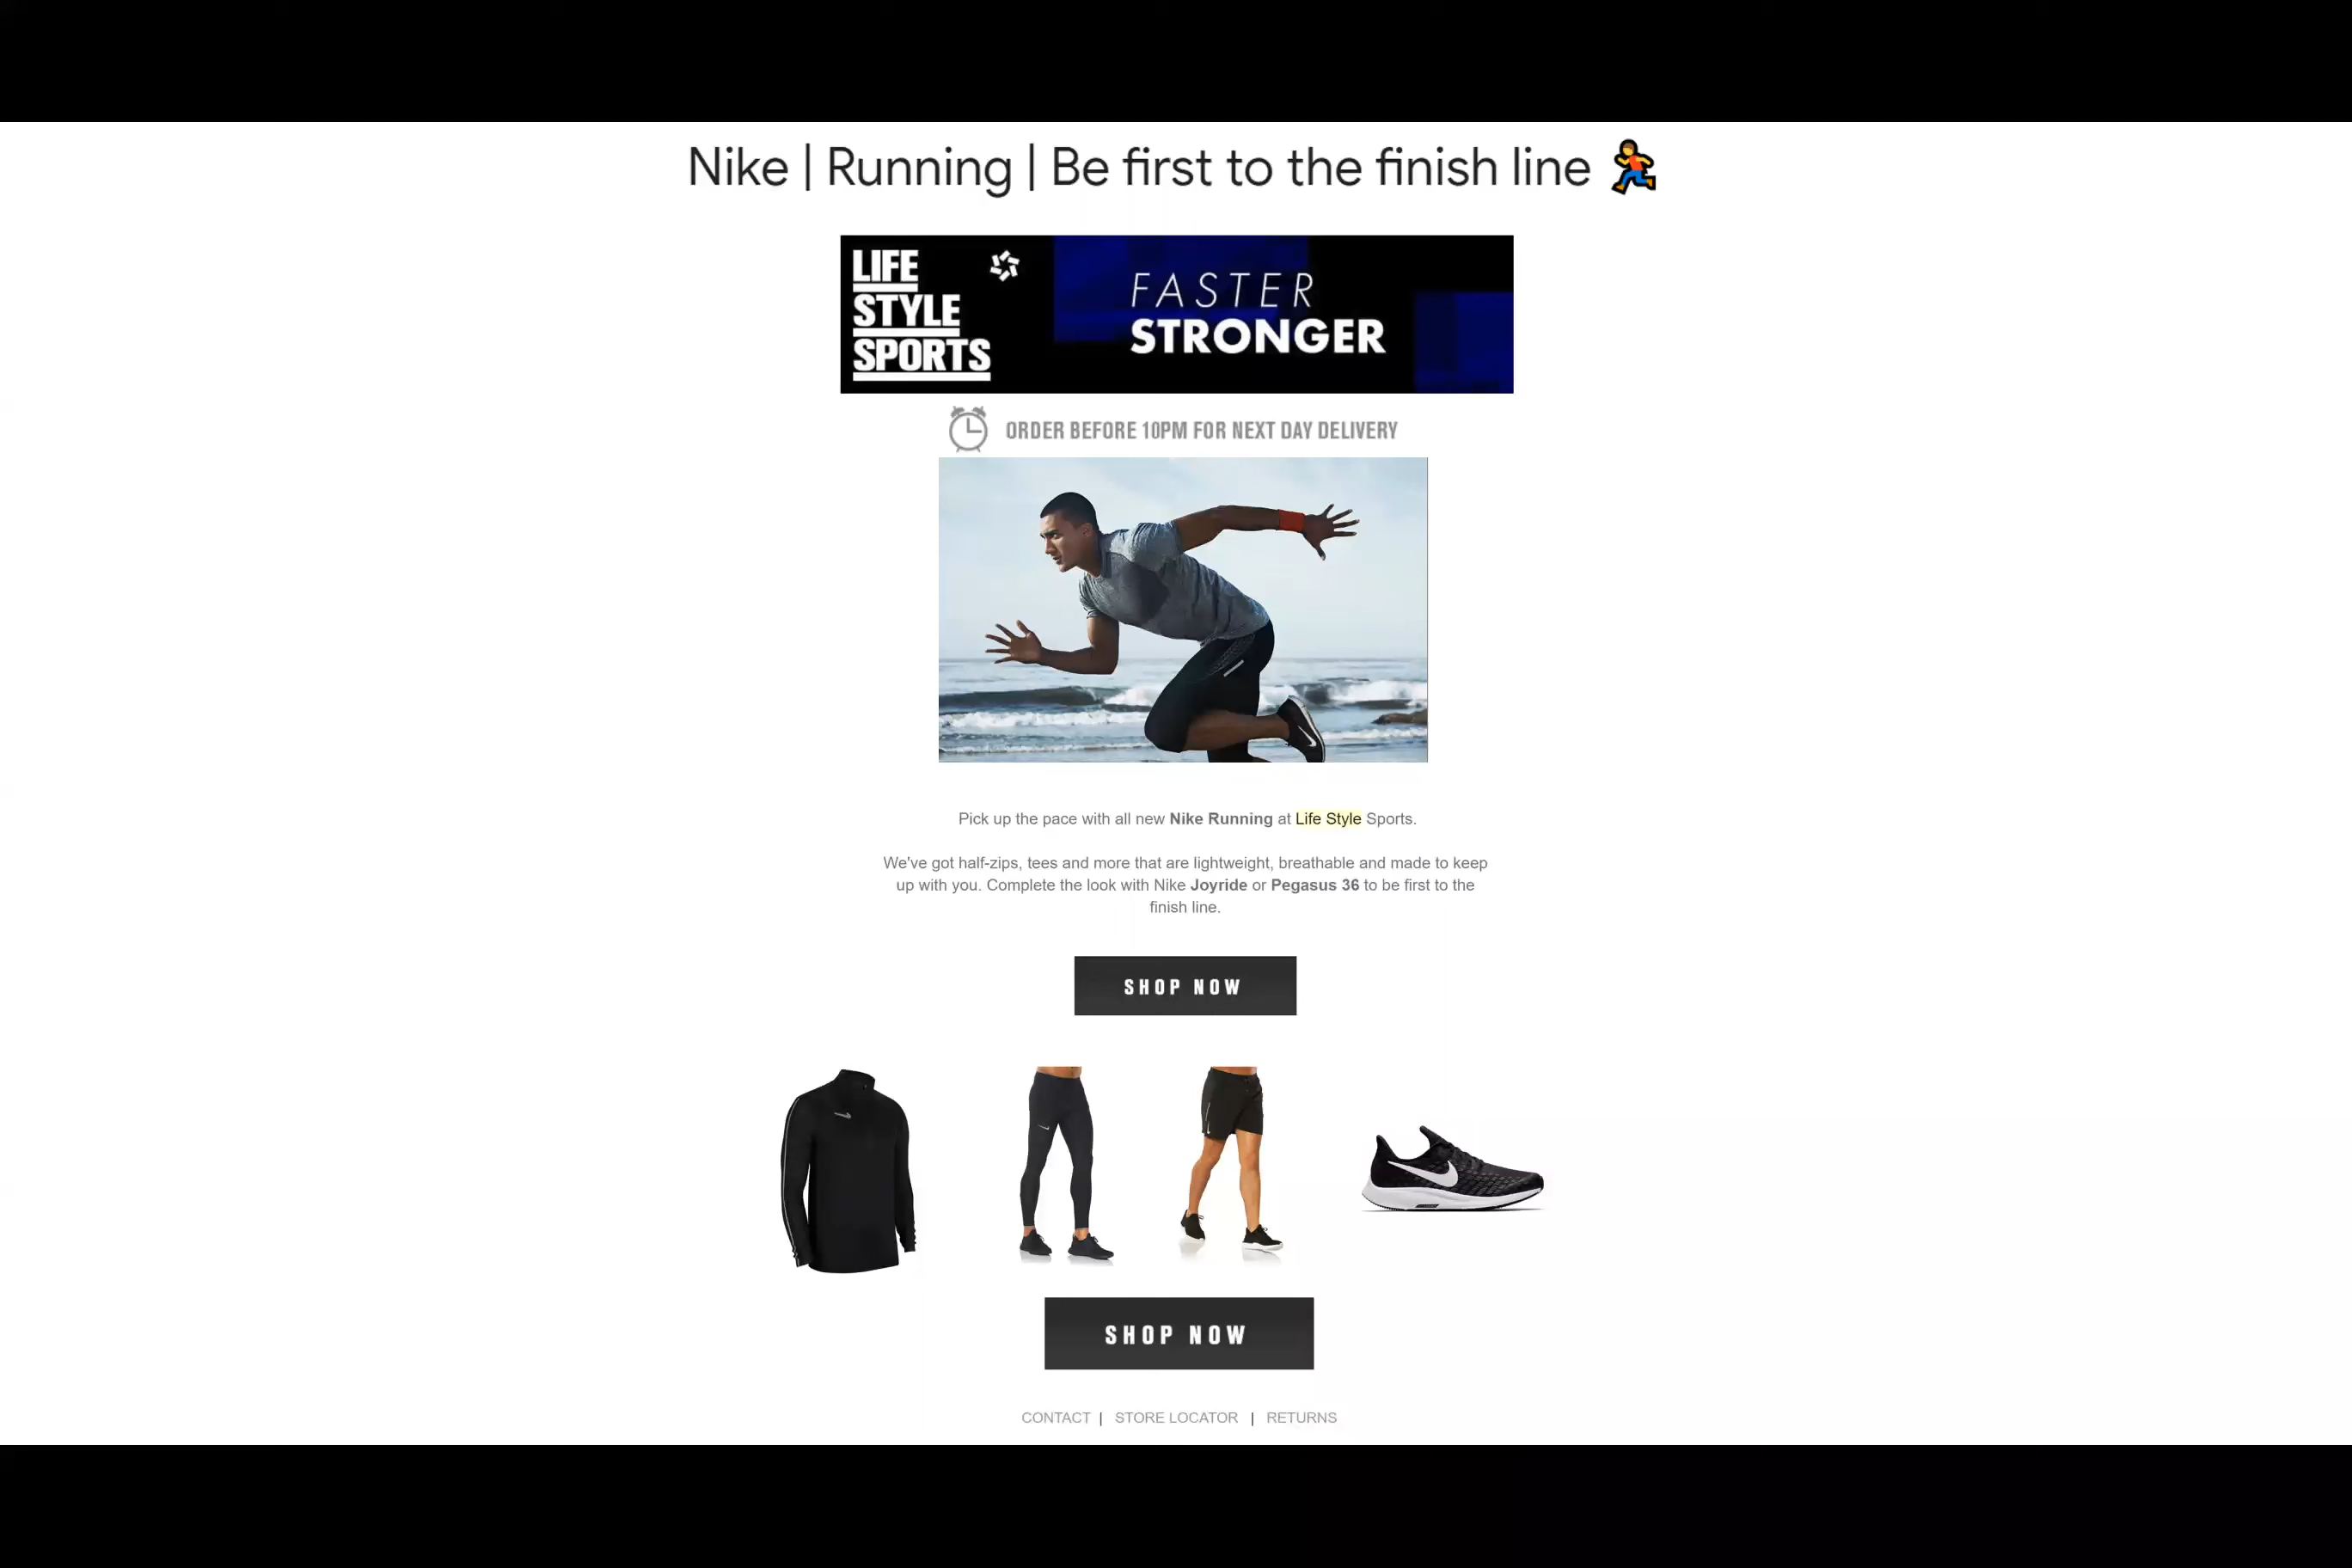 Nike | Running | Be first to the finish line 🏃
LIFE
STYLE
SPORTS
FASTER
STRONGER
ORDER BEFORE 10PM FOR NEXT DAY DELIVERY
Pick up the pace with all new Nike Running at Life Style Sports.
We've got half-zips, tees and more that are lightweight, breathable and made to keep
up with you. Complete the look with Nike Joyride or Pegasus 36 to be first to the
finish line.
SHOP NOW
SHOP NOW
CONTACT | STORE LOCATOR | RETURNS